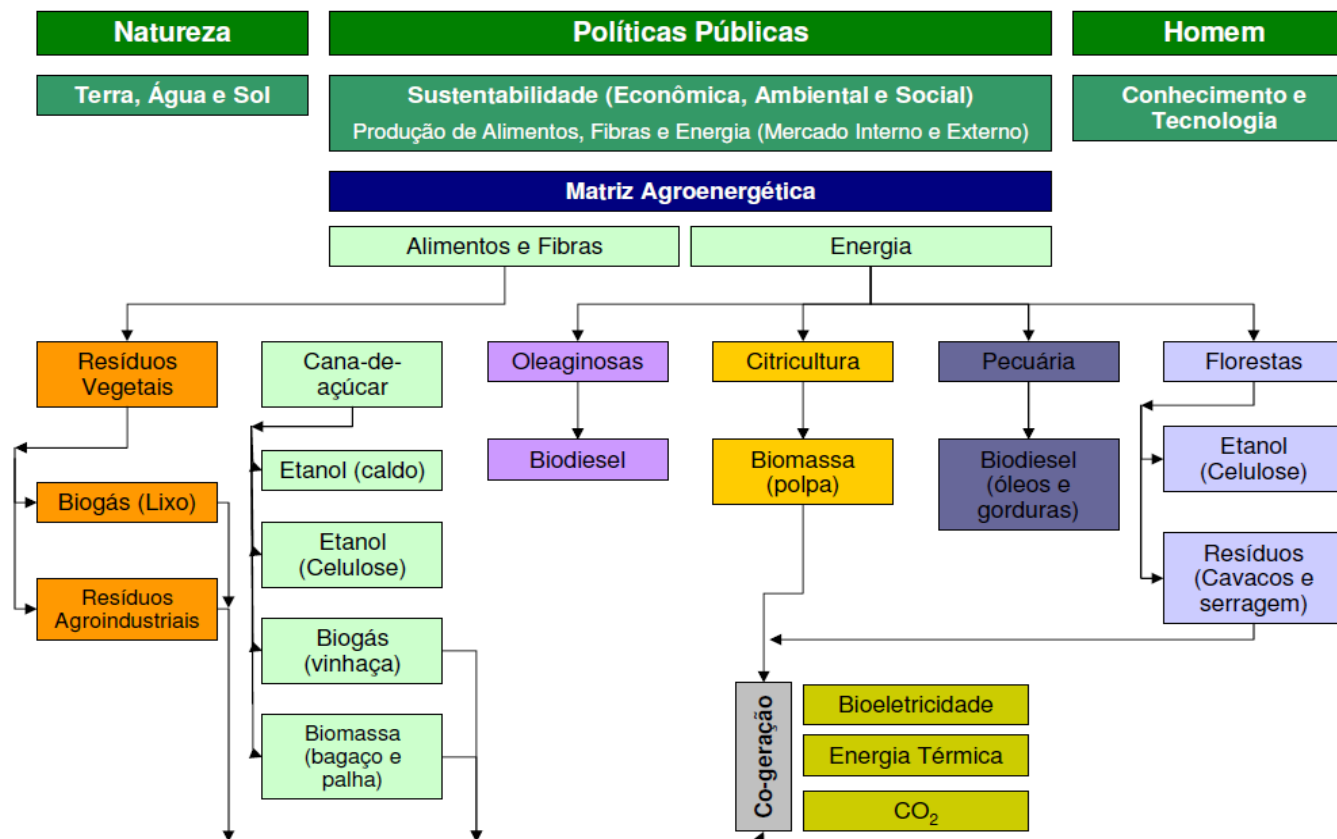 Natureza
Políticas Públicas
Homem
Terra, Água e Sol
Sustentabilidade (Econômica, Ambiental e Social)
Produção de Alimentos, Fibras e Energia (Mercado Interno e Externo)
Conhecimento e
Tecnologia
Matriz Agroenergética
Alimentos e Fibras
Energia
Resíduos
Vegetais
Cana-de-
açúcar
Oleaginosas
Citricultura
Pecuária
Florestas
Biogás (Lixo)
Resíduos
Agroindustriais
Etanol (caldo)
Etanol
(Celulose)
Biogás
(vinhaça)
Biomassa
(bagaço e
palha)
Biodiesel
Biomassa
(polpa)
Biodiesel
(óleos e
gorduras)
Etanol
(Celulose)
Resíduos
(Cavacos e
serragem)
Co-geração
Bioeletricidade
Energia Térmica
CO₂